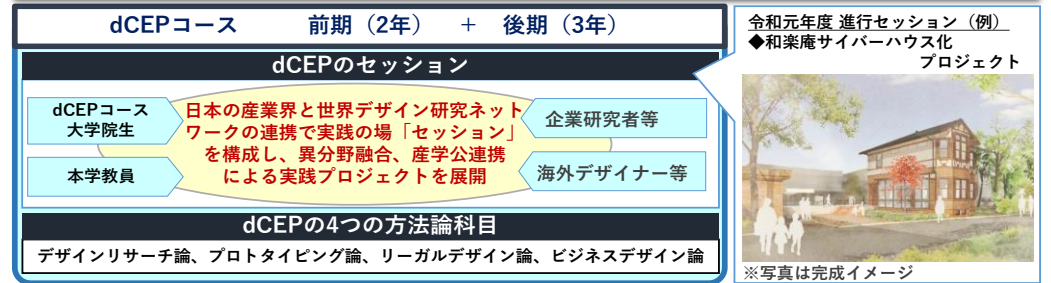 dCEPコース　前期（2年）　＋　後期（3年）
dCEPのセッション
dCEPコース
大学院生
本学教員
日本の産業界と世界デザイン研究ネット
ワークの連携で実践の場「セッション」
を構成し、異分野融合、産学公連携
による実践プロジェクトを展開
企業研究者等
海外デザイナー等
dCEPの4つの方法論科目
デザインリサーチ論、プロトタイピング論、リーガルデザイン論、ビジネスデザイン論
令和元年度 進行セッション（例）
◆和楽庵サイバーハウス化
プロジェクト
※写真は完成イメージ